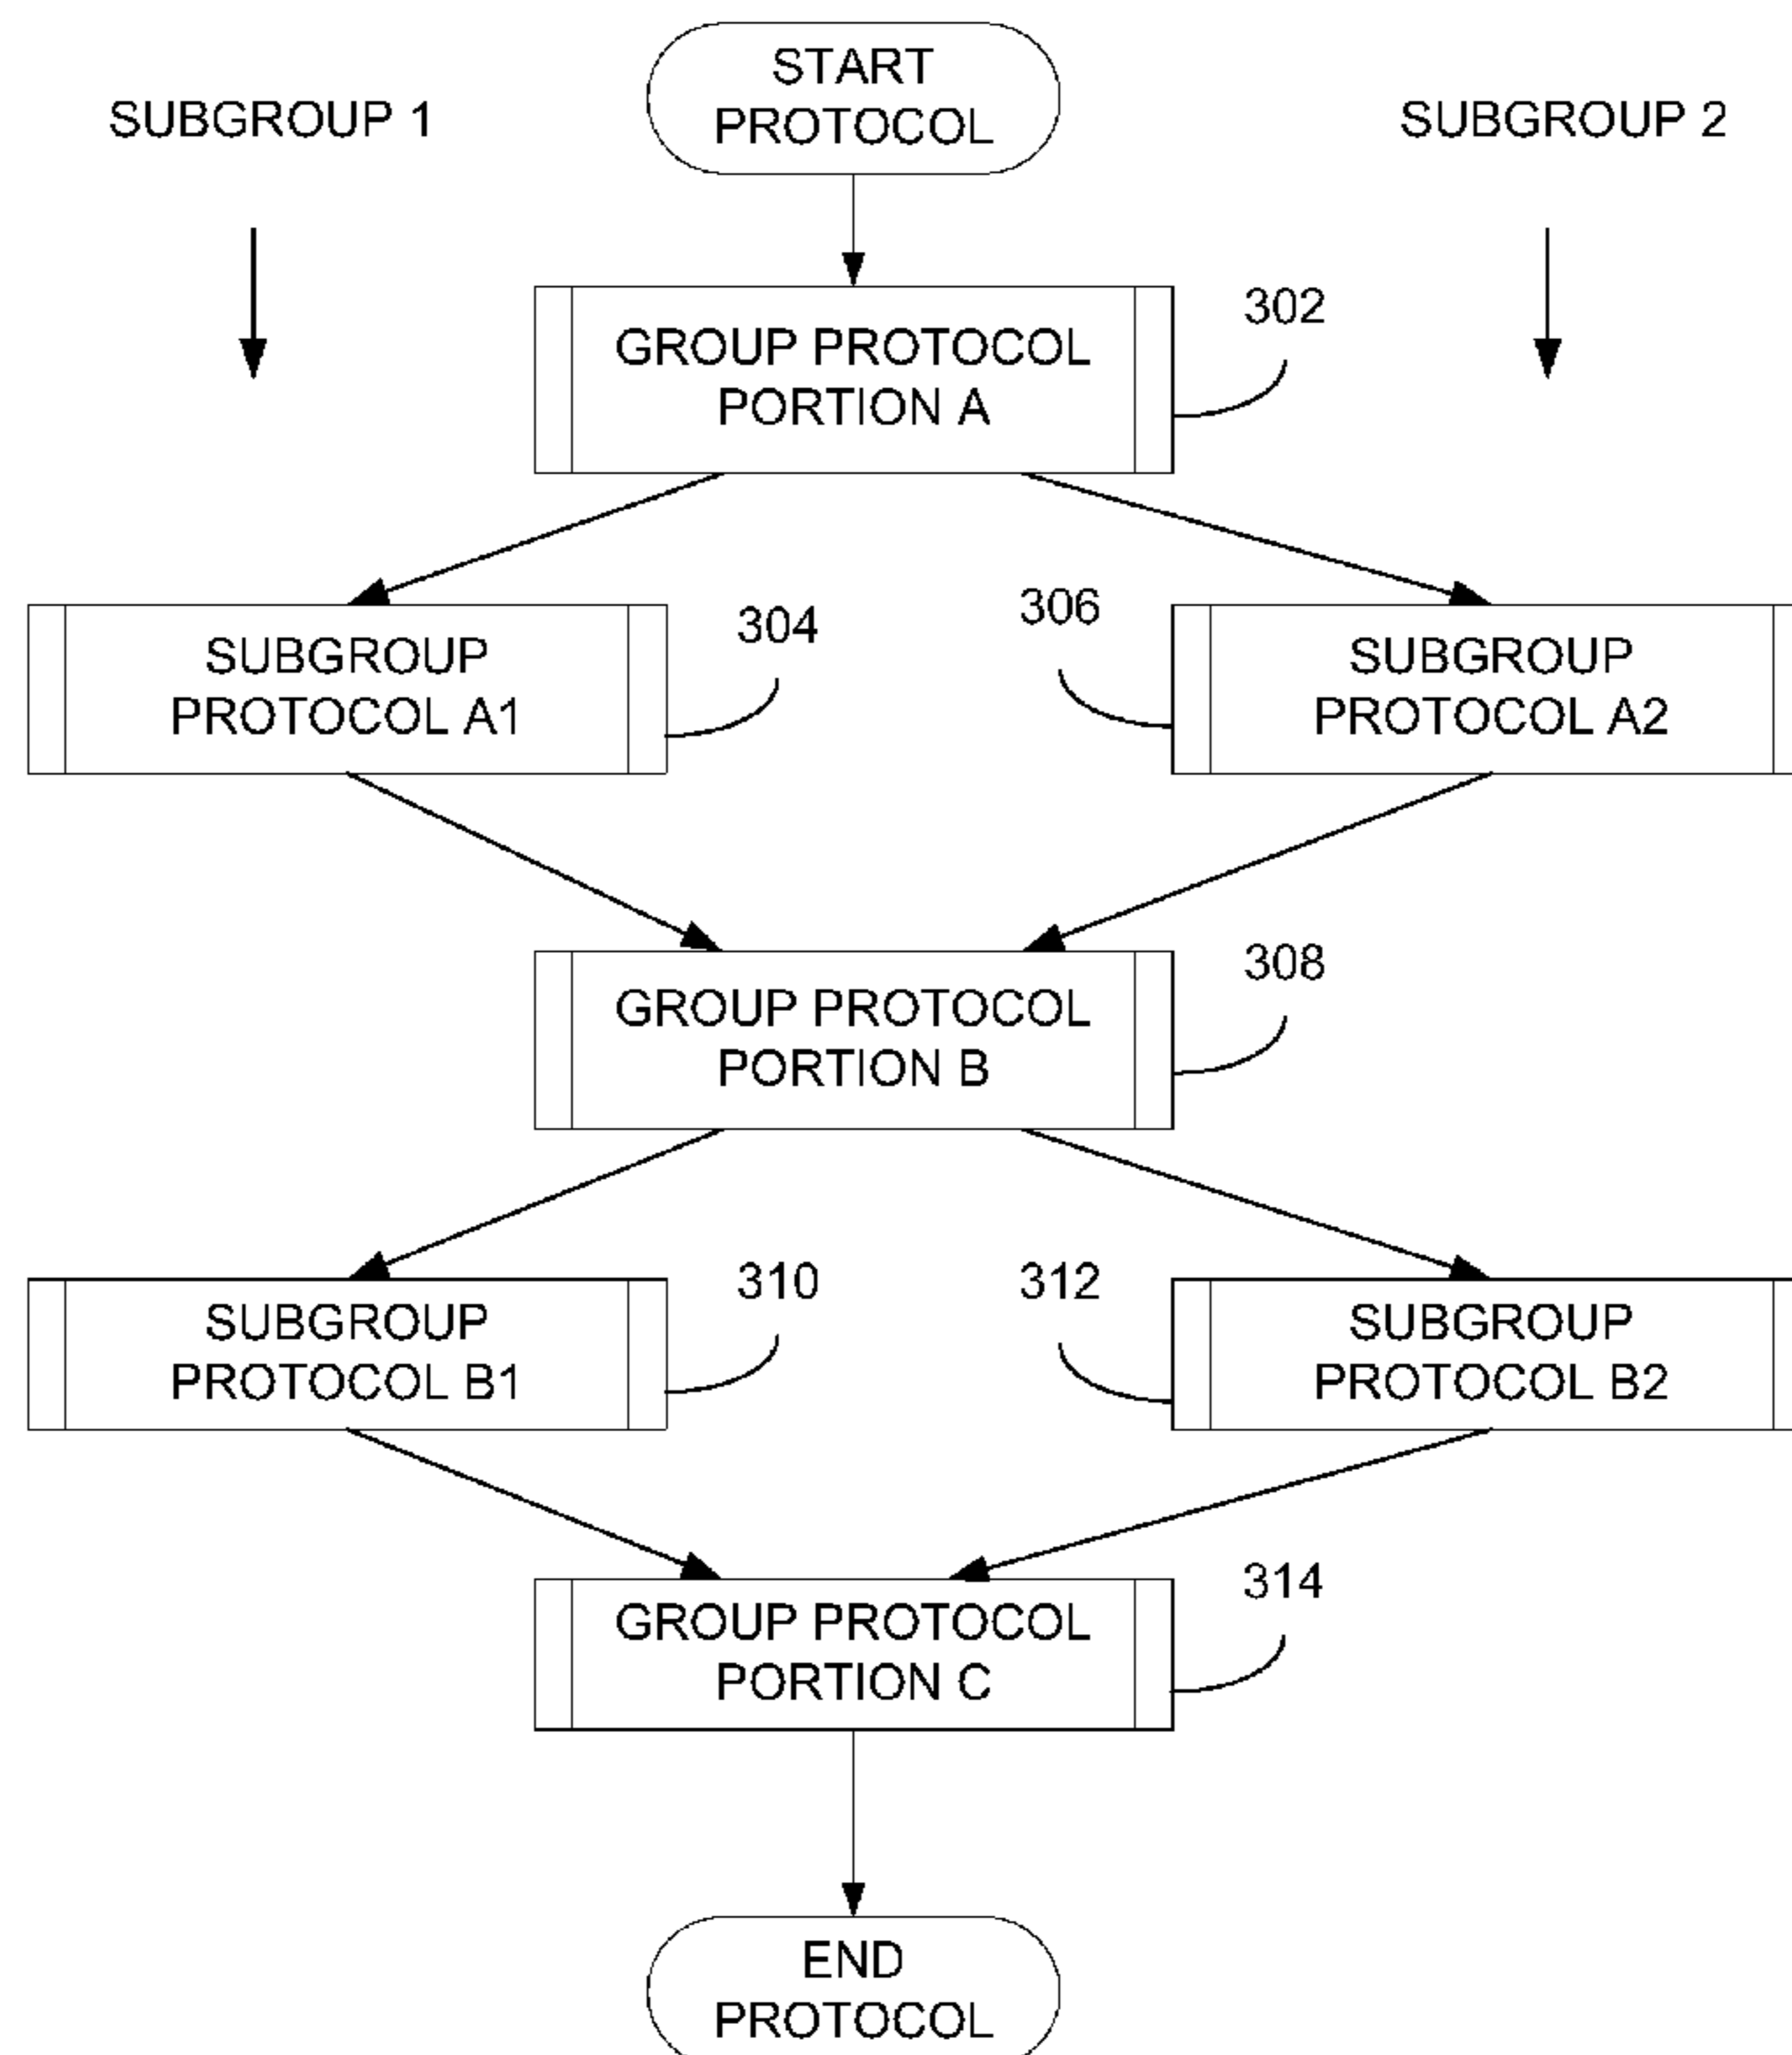 START
PROTOCOL
SUBGROUP 1
SUBGROUP 2
302
GROUP PROTOCOL
PORTION A
304
306
SUBGROUP
PROTOCOL A1
SUBGROUP
PROTOCOL A2
308
GROUP PROTOCOL
PORTION B
310
312
SUBGROUP
PROTOCOL B1
SUBGROUP
PROTOCOL B2
314
GROUP PROTOCOL
PORTION C
END
PROTOCOL